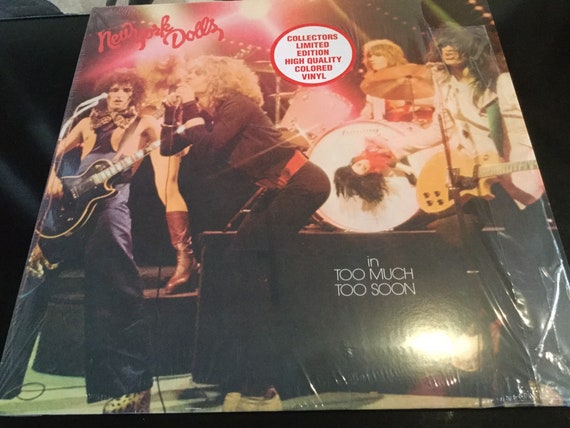 New York
Dolls
COLLECTORS
LIMITED
EDITION
HIGH QUALITY
COLORED
VINYL
in
TOO MUCH
TOO SOON